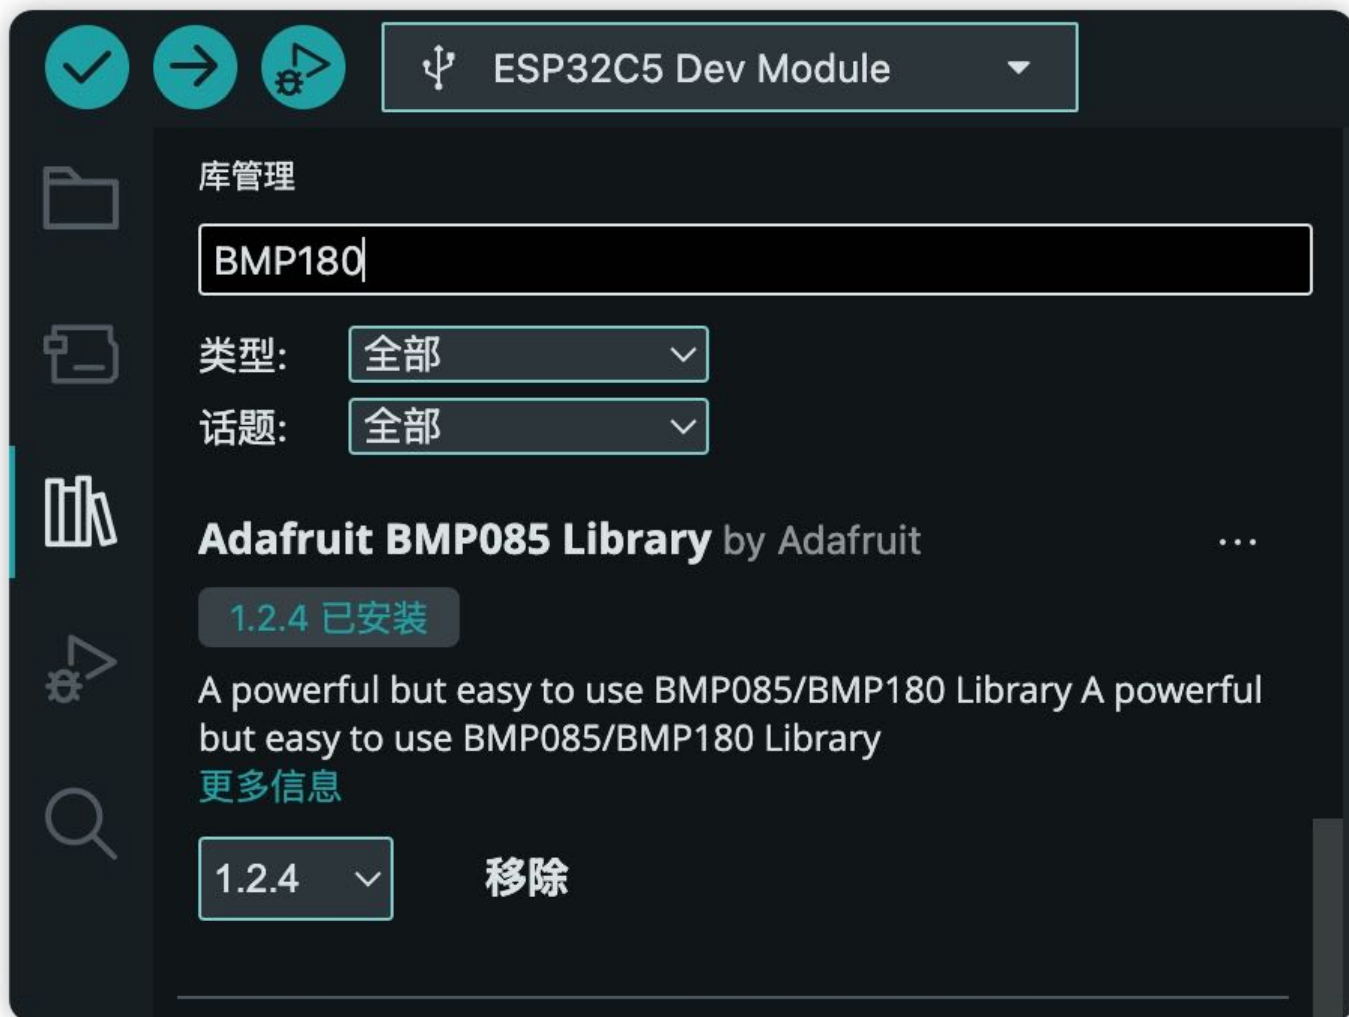 ESP32C5 Dev Module
库管理
BMP180
类型: 全部
话题: 全部
Adafruit BMP085 Library by Adafruit
1.2.4 已安装
A powerful but easy to use BMP085/BMP180 Library A powerful
but easy to use BMP085/BMP180 Library
更多信息
1.2.4 移除